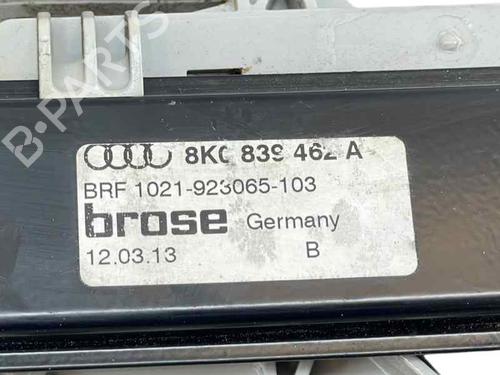 8K0 839 462 A
BRF 1021-923065-103
brose Germany
12.03.13 B
B-PARTS